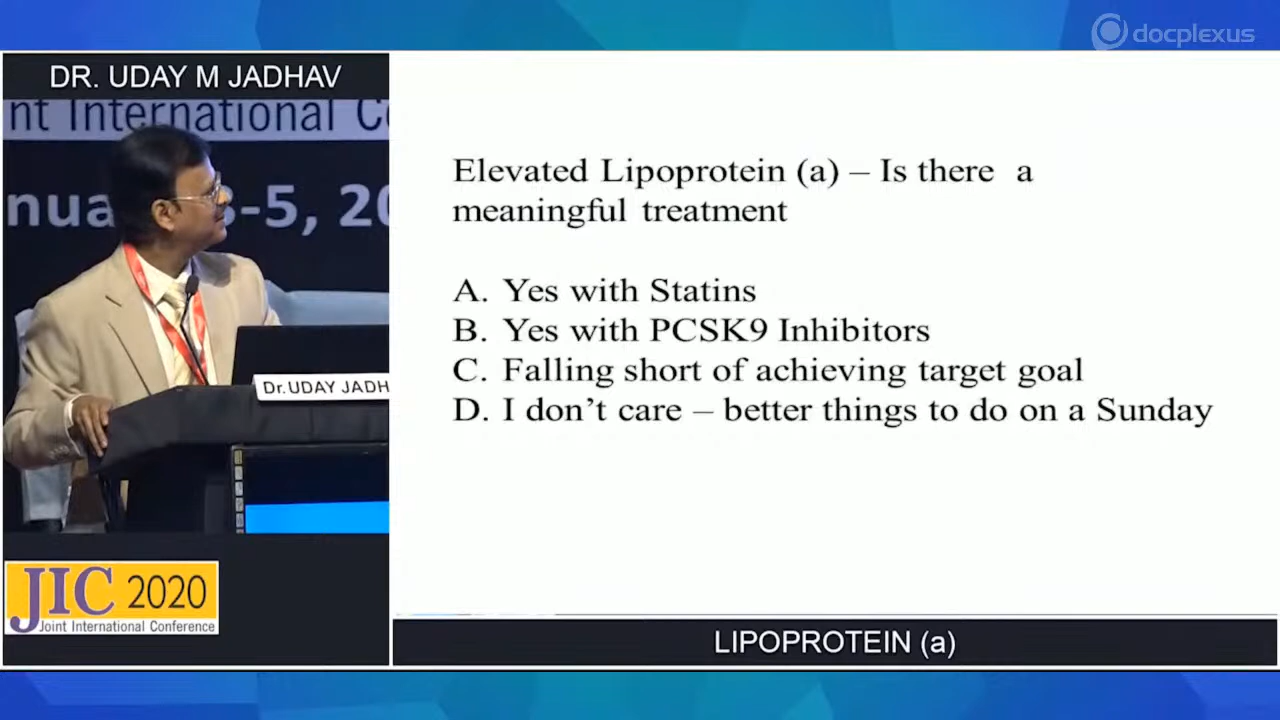 docplexus
DR. UDAY M JADHAV
nt International C
3-5, 20
Dr.UDAY JADH
JIC 2020
Joint International Conference
Elevated Lipoprotein (a) – Is there a
meaningful treatment
A. Yes with Statins
B. Yes with PCSK9 Inhibitors
C. Falling short of achieving target goal
D. I don’t care – better things to do on a Sunday
LIPOPROTEIN (a)